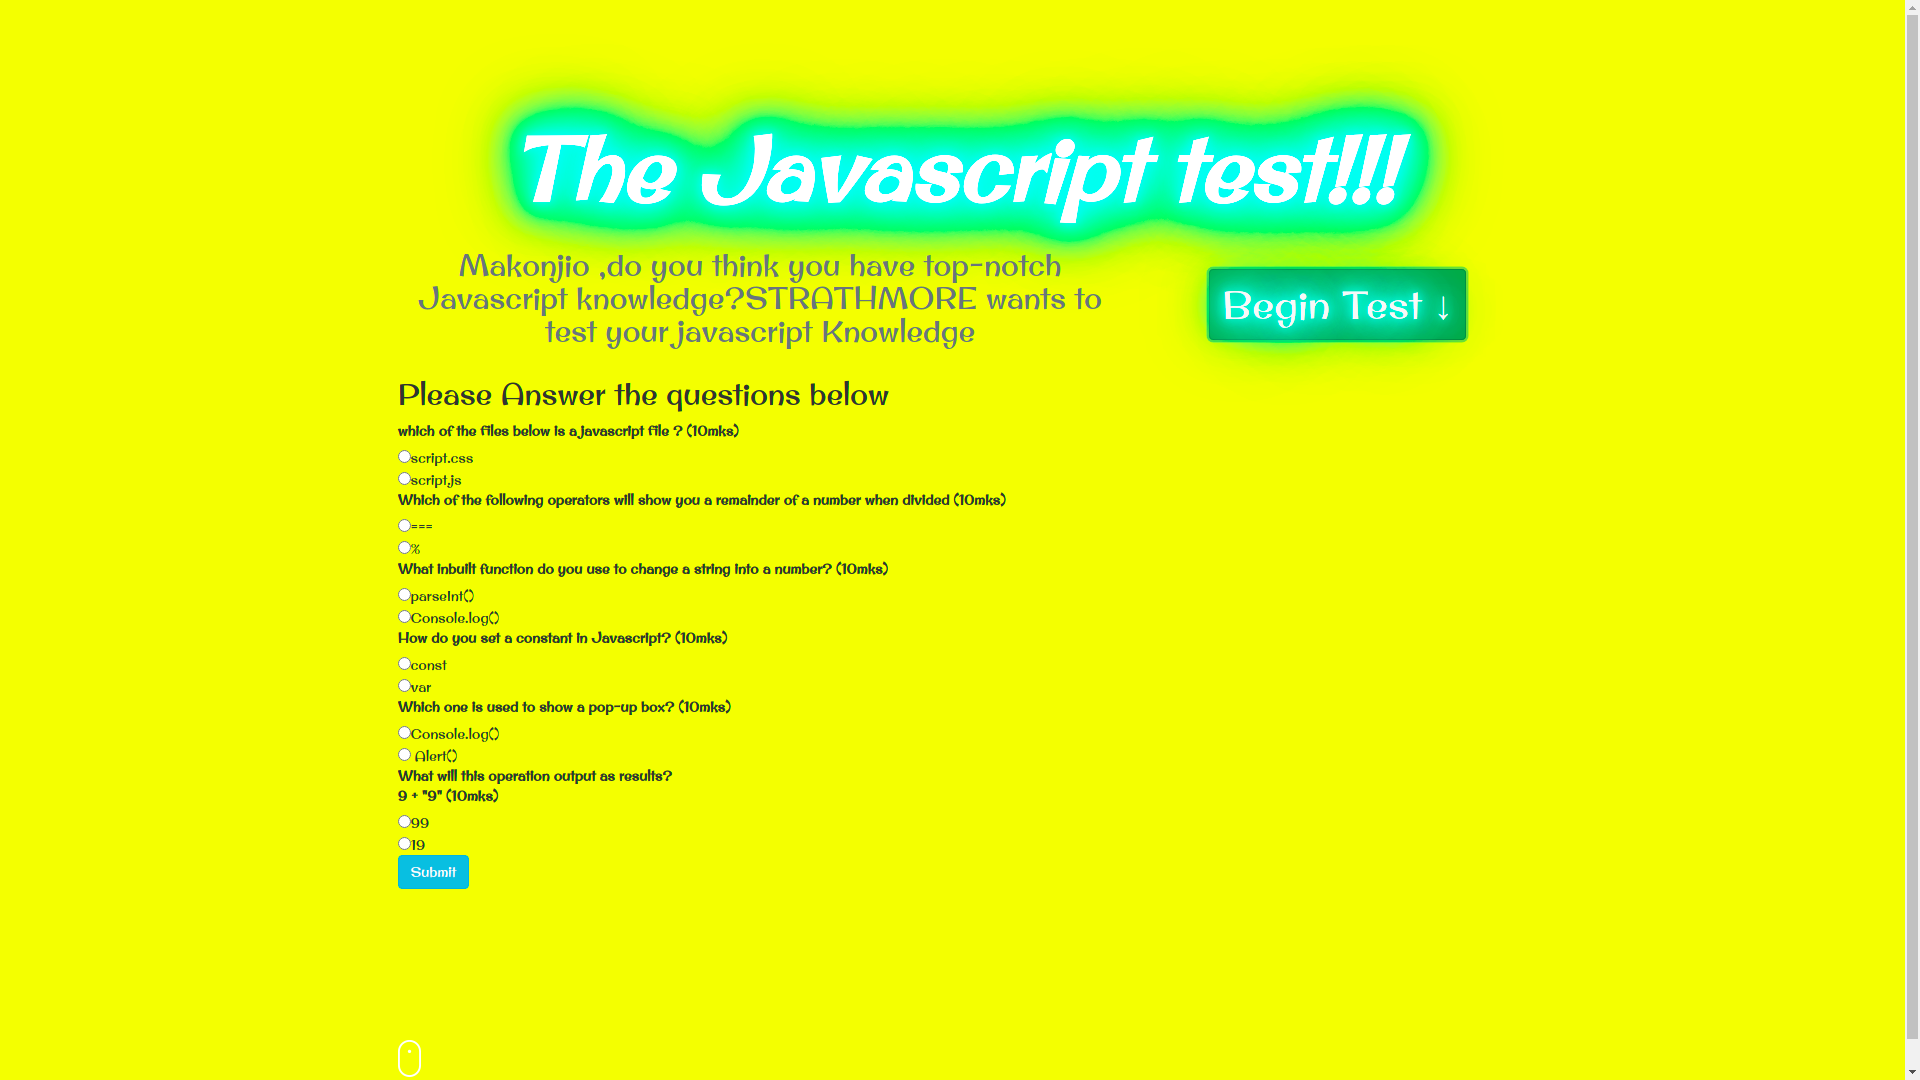 The Javascript test!!!
Makonjio ,do you think you have top-notch
Javascript knowledge?STRATHMORE wants to
test your javascript Knowledge
Begin Test ↓
Please Answer the questions below
which of the files below is a javascript file ? (10mks)
script.css
script.js
Which of the following operators will show you a remainder of a number when divided (10mks)
===
%
What inbuilt function do you use to change a string into a number? (10mks)
parseInt()
Console.log()
How do you set a constant in Javascript? (10mks)
const
var
Which one is used to show a pop-up box? (10mks)
Console.log()
Alert()
What will this operation output as results?
9 + "9" (10mks)
99
19
Submit